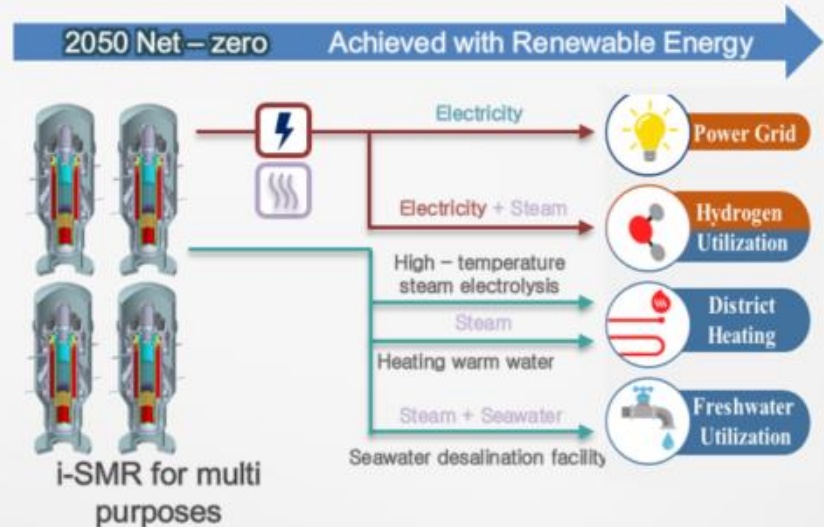 2050 Net – zero Achieved with Renewable Energy
Electricity
Power Grid
Electricity + Steam
Hydrogen
Utilization
High – temperature
steam electrolysis
Steam
District
Heating
Heating warm water
Steam + Seawater
Freshwater
Utilization
Seawater desalination facility
i-SMR for multi
purposes